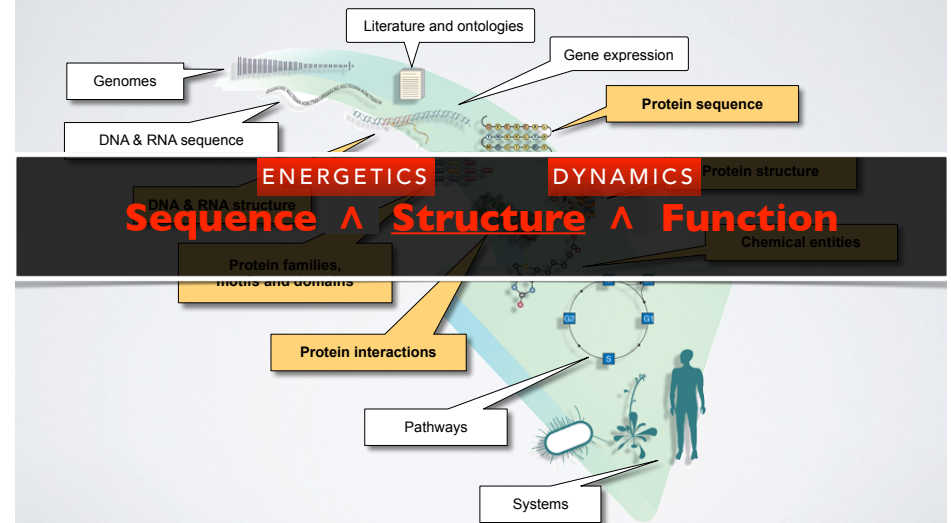 Literature and ontologies
Gene expression
Genomes
Protein sequence
DNA & RNA sequence
ENERGETICS
DYNAMICS
Protein structure
DNA & RNA structure
Sequence ∧ Structure ∧ Function
Chemical entities
Protein families,
motifs and domains
G2
G1
Protein interactions
S
Pathways
Systems